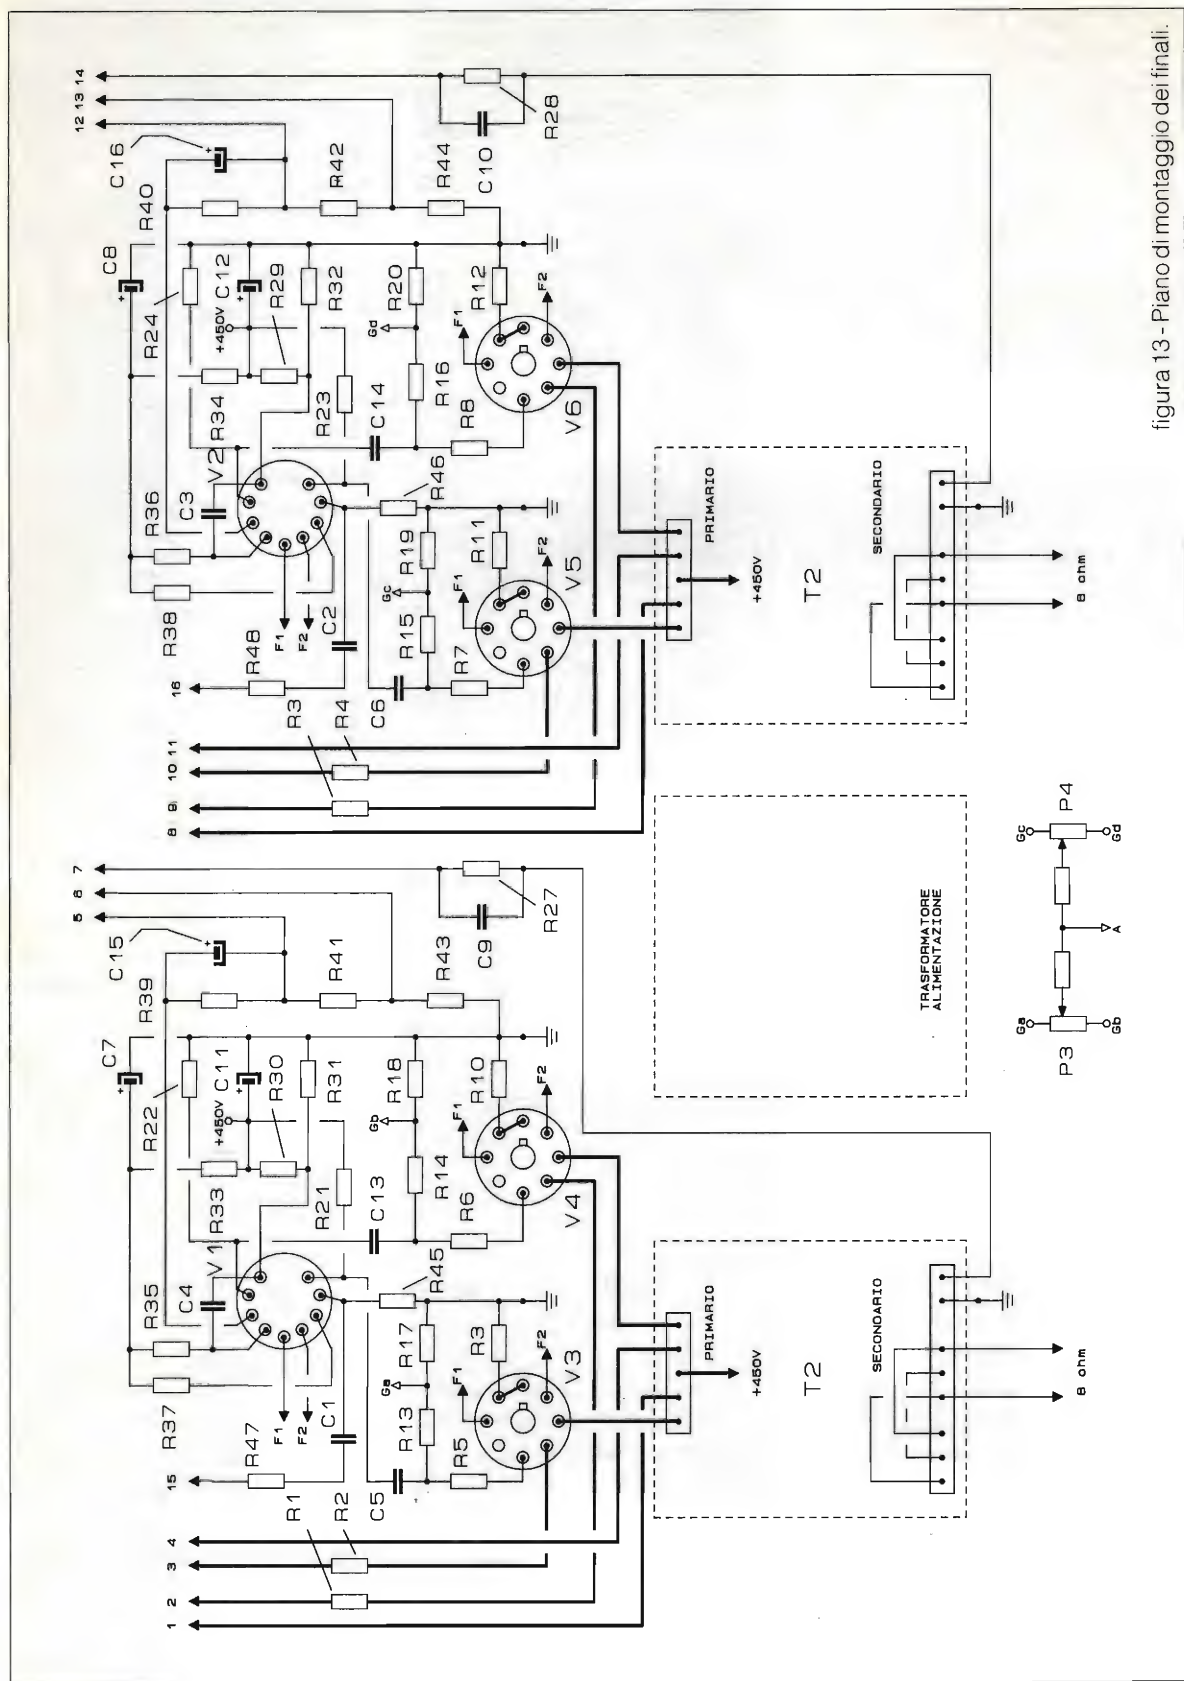 12 13 14
C16
R40
R42
R44
C10
R28
C8
R24
+450V
C12
R29
R32
R20
Gd
R12
F2
F1
R34
R23
C14
R16
R8
V6
R36
C3
V2
R46
R38
F1
F2
C2
R19
Gc
R15
R11
F2
F1
V5
R48
16
R3
R4
C6
R7
10 11
9
8
PRIMARIO
+450V
T2
SECONDARIO
8 ohm
5 6 7
C15
R39
R41
R43
C9
R27
C7
R22
+450V
C11
R30
R31
R18
Gb
R10
F2
F1
R33
R21
C13
R14
R6
V4
R35
C4
V1
R45
R37
F1
F2
C1
R17
Ga
R13
R3
F2
F1
V3
R47
15
R1
R2
C5
R5
4
3
2
1
PRIMARIO
+450V
T2
SECONDARIO
8 ohm
TRASFORMATORE
ALIMENTAZIONE
Gc
Gd
P4
A
Ga
Gb
P3
figura 13 - Piano di montaggio dei finali.